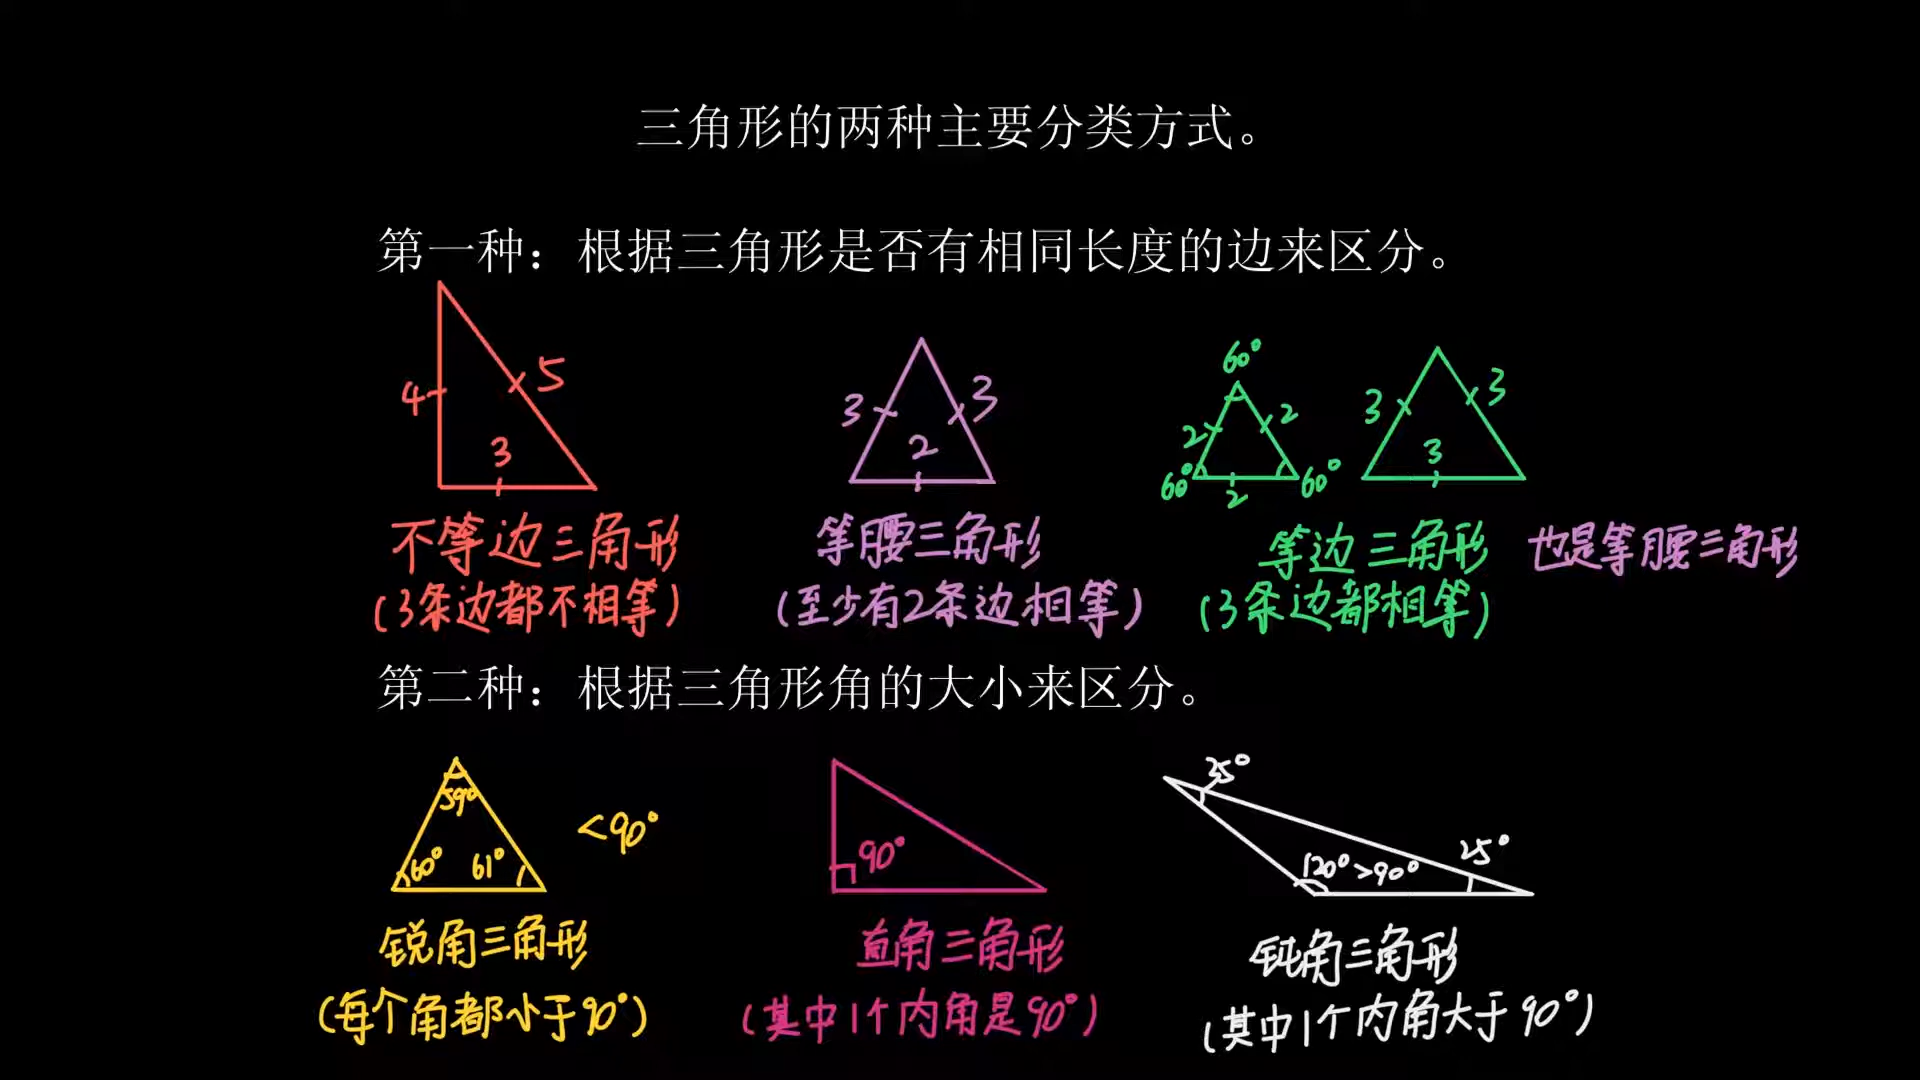 三角形的两种主要分类方式。
第一种：根据三角形是否有相同长度的边来区分。
4 5 3
3 3 2
60° 2 2 60° 2 60°
3 3 3
不等边三角形 等腰三角形 等边三角形 也是等腰三角形
(3条边都不相等) (至少有2条边相等) (3条边都相等)
第二种：根据三角形角的大小来区分。
59° 60° 61° <90°
90°
35° 120°>90° 25°
锐角三角形 直角三角形 钝角三角形
(每个角都小于90°) (其中1个内角是90°) (其中1个内角大于90°)